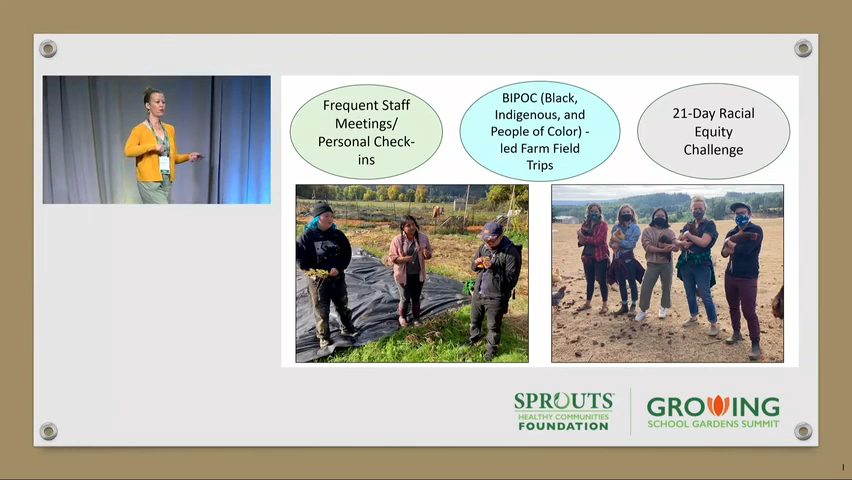 Frequent Staff
Meetings/
Personal Check-
ins
BIPOC (Black,
Indigenous, and
People of Color) -
led Farm Field
Trips
21-Day Racial
Equity
Challenge
SPROUTS
HEALTHY COMMUNITIES
FOUNDATION
GROWING
SCHOOL GARDENS SUMMIT
1